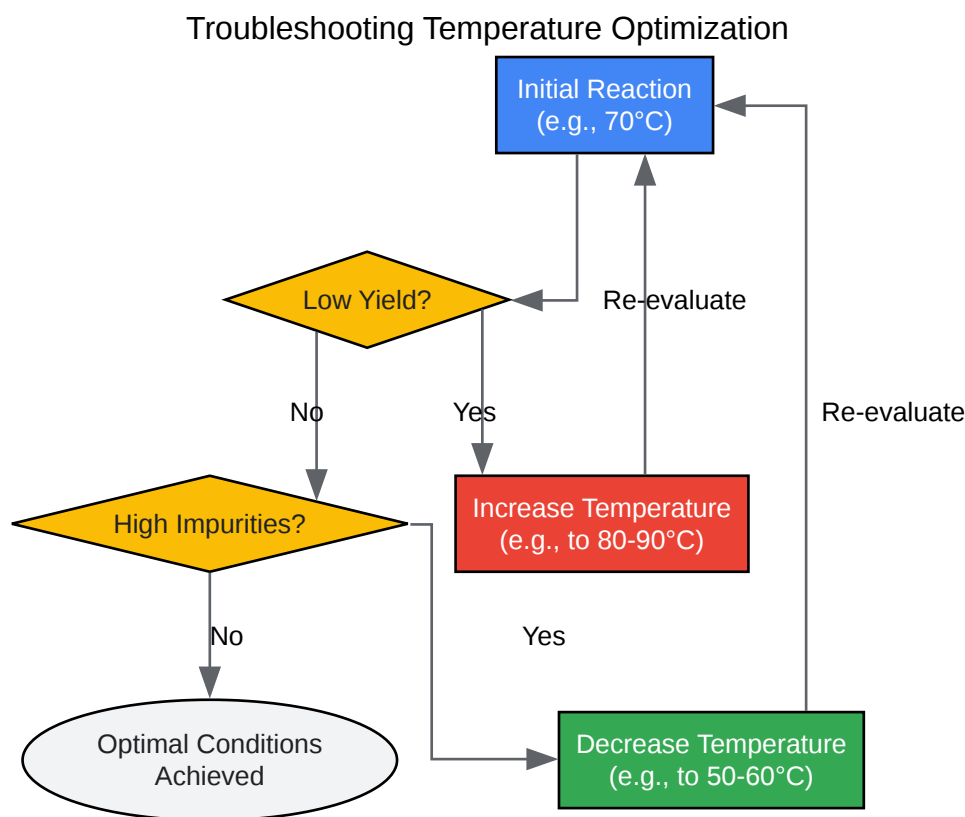 Troubleshooting Temperature Optimization
Initial Reaction
(e.g., 70°C)
Low Yield?
Re-evaluate
No
Yes
Re-evaluate
High Impurities?
Increase Temperature
(e.g., to 80-90°C)
No
Yes
Optimal Conditions
Achieved
Decrease Temperature
(e.g., to 50-60°C)